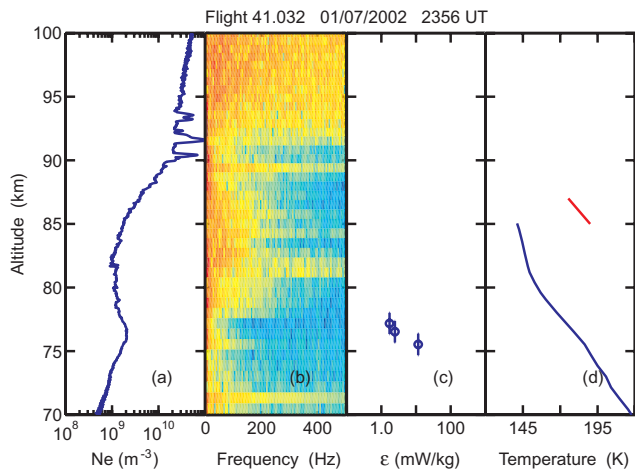 Flight 41.032 01/07/2002 2356 UT
100
95
90
85
80
75
70
Altitude (km)
(a) (b) (c) (d)
10^8 10^9 10^10 0 200 400 1.0 100 145 195
Ne (m^-3) Frequency (Hz) ε (mW/kg) Temperature (K)